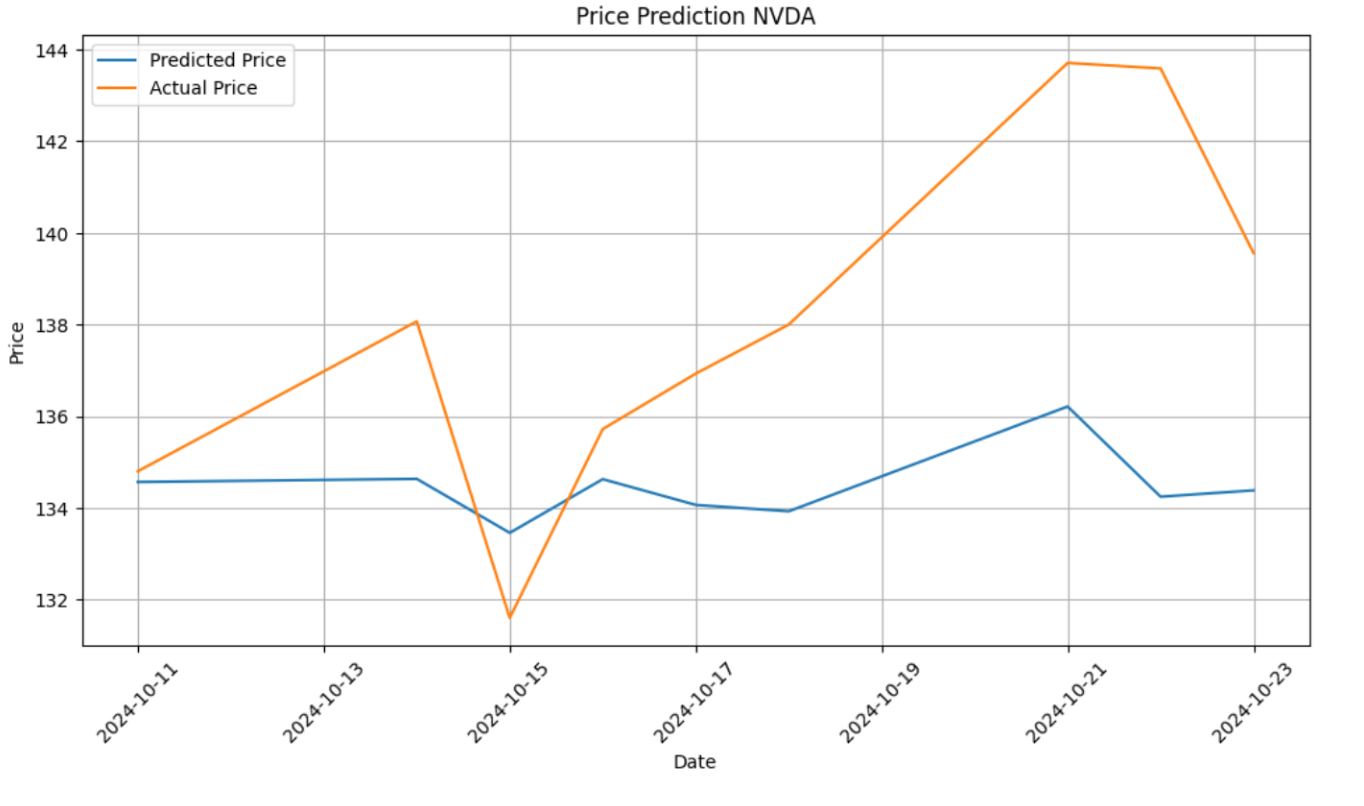 Price Prediction NVDA
Predicted Price
Actual Price
Price
144
142
140
138
136
134
132
2024-10-11
2024-10-13
2024-10-15
2024-10-17
2024-10-19
2024-10-21
2024-10-23
Date